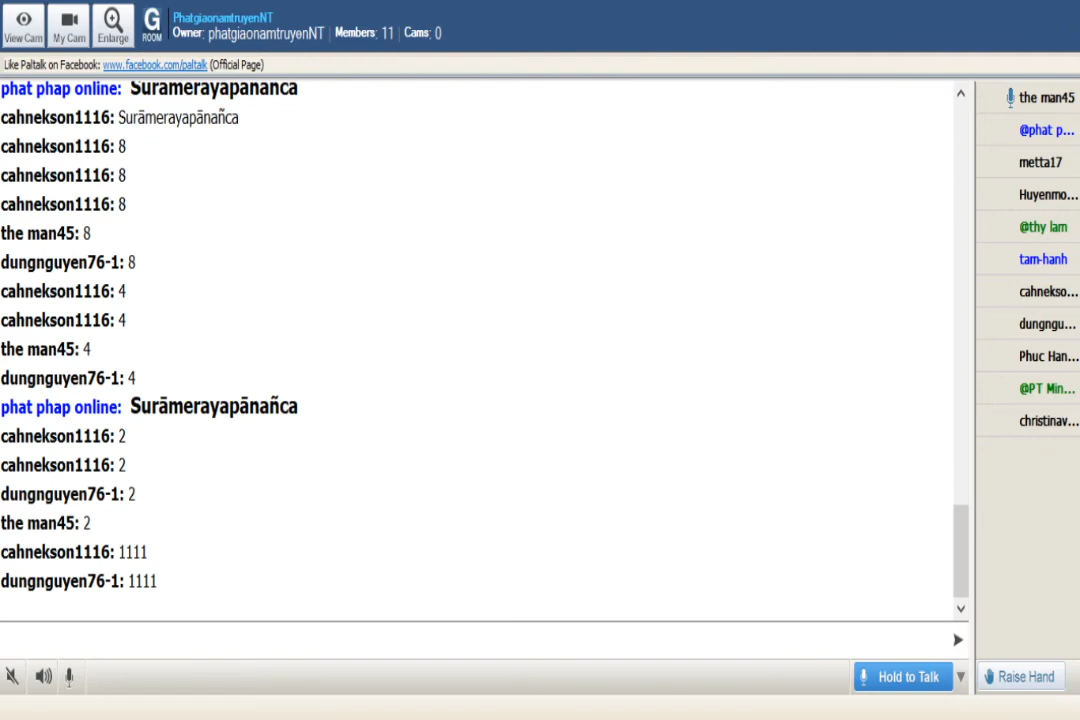 PhatgiaonamtruyenNT
Owner: phatgiaonamtruyenNT | Members: 11 | Cams: 0
View Cam
My Cam
Enlarge
G
ROOM
Like Paltalk on Facebook: www.facebook.com/paltalk (Official Page)
phat phap online: Surāmerayapānañca
cahnekson1116: Surāmerayapānañca
cahnekson1116: 8
cahnekson1116: 8
cahnekson1116: 8
the man45: 8
dungnguyen76-1: 8
cahnekson1116: 4
cahnekson1116: 4
the man45: 4
dungnguyen76-1: 4
phat phap online: Surāmerayapānañca
cahnekson1116: 2
cahnekson1116: 2
dungnguyen76-1: 2
the man45: 2
cahnekson1116: 1111
dungnguyen76-1: 1111
the man45
@phat p...
metta17
Huyenmo...
@thy lam
tam-hanh
cahnekso...
dungngu...
Phuc Han...
@PT Min...
christinav...
Hold to Talk
Raise Hand